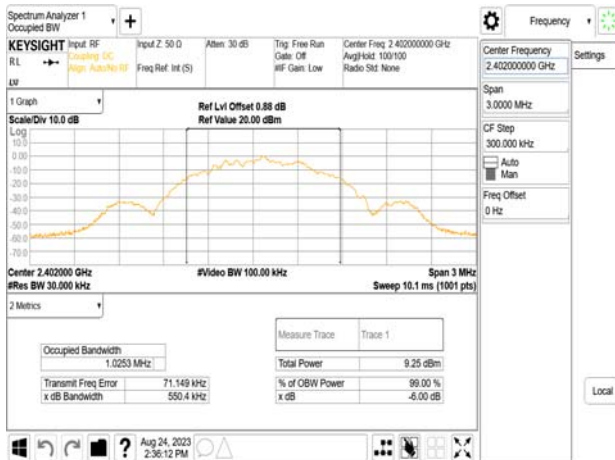 Spectrum Analyzer 1
Occupied BW
Frequency
KEYSIGHT
Input: RF
Coupling: DC
Align: Auto/No RF
Input Z: 50 Ω
Freq Ref: Int (S)
Atten: 30 dB
Trig: Free Run
Gate: Off
#IF Gain: Low
Center Freq: 2.402000000 GHz
Avg|Hold: 100/100
Radio Std: None
RL
LXI
Center Frequency
2.402000000 GHz
Settings
Span
3.0000 MHz
CF Step
300.000 kHz
Auto
Man
Freq Offset
0 Hz
Local
1 Graph
Ref Lvl Offset 0.88 dB
Scale/Div 10.0 dB
Ref Value 20.00 dBm
Log
10.0
0.00
-10.0
-20.0
-30.0
-40.0
-50.0
-60.0
-70.0
Center 2.402000 GHz
#Video BW 100.00 kHz
Span 3 MHz
#Res BW 30.000 kHz
Sweep 10.1 ms (1001 pts)
2 Metrics
Measure Trace
Trace 1
Occupied Bandwidth
1.0253 MHz
Total Power
9.25 dBm
Transmit Freq Error
71.149 kHz
% of OBW Power
99.00 %
x dB Bandwidth
550.4 kHz
x dB
-6.00 dB
?
Aug 24, 2023
2:36:12 PM